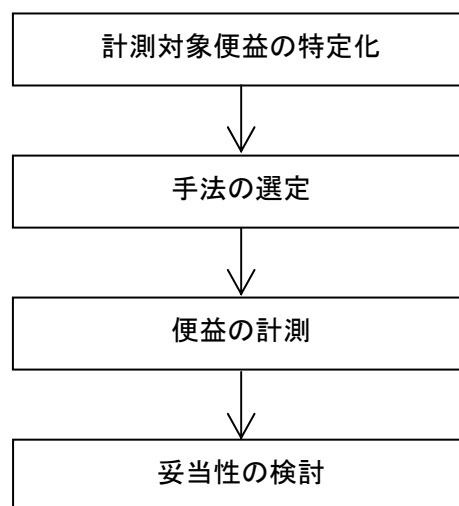 計測対象便益の特定化
手法の選定
便益の計測
妥当性の検討